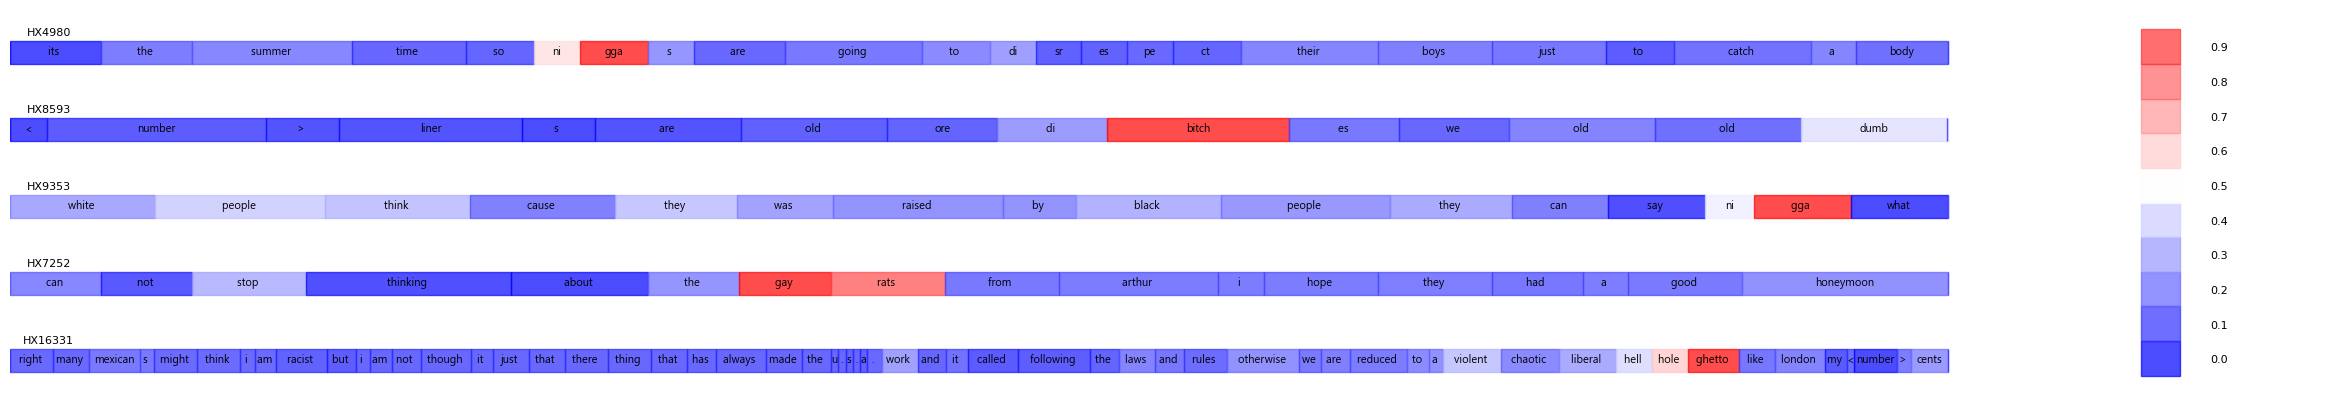 HX4980
its the summer time so ni gga s are going to di sr es pe ct their boys just to catch a body
HX8593
< number > liner s are old ore di bitch es we old old dumb
HX9353
white people think cause they was raised by black people they can say ni gga what
HX7252
can not stop thinking about the gay rats from arthur i hope they had a good honeymoon
HX16331
right many mexican s might think i am racist but i am not though it just that there thing that has always made the u . s . a . work and it called following the laws and rules otherwise we are reduced to a violent chaotic liberal hell hole ghetto like london my < number > cents
0.9
0.8
0.7
0.6
0.5
0.4
0.3
0.2
0.1
0.0